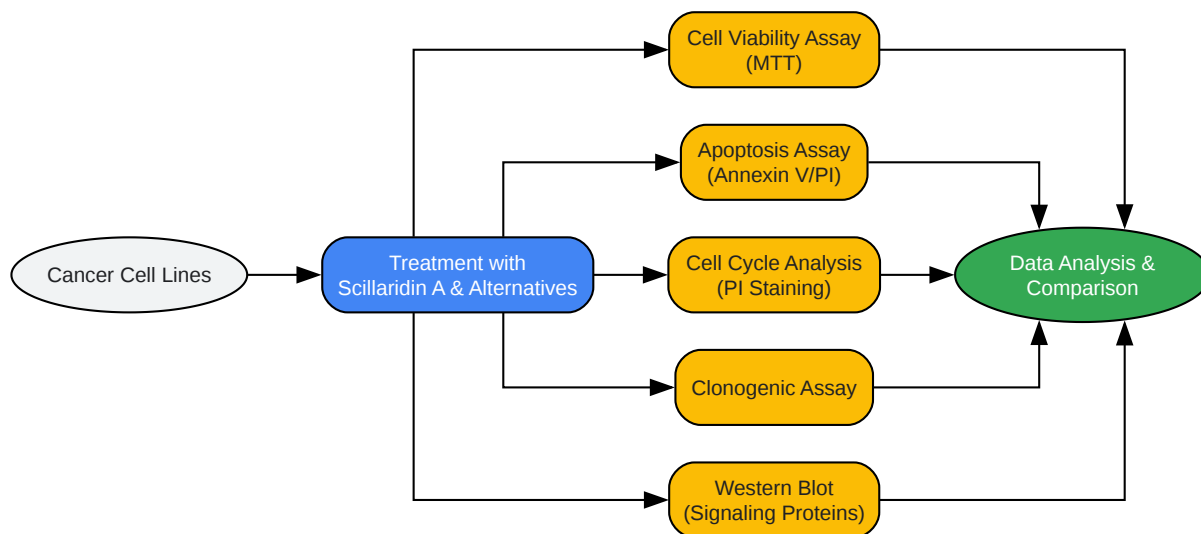 Cell Viability Assay
(MTT)
Apoptosis Assay
(Annexin V/PI)
Cancer Cell Lines
Treatment with
Scillaridin A & Alternatives
Cell Cycle Analysis
(PI Staining)
Data Analysis &
Comparison
Clonogenic Assay
Western Blot
(Signaling Proteins)